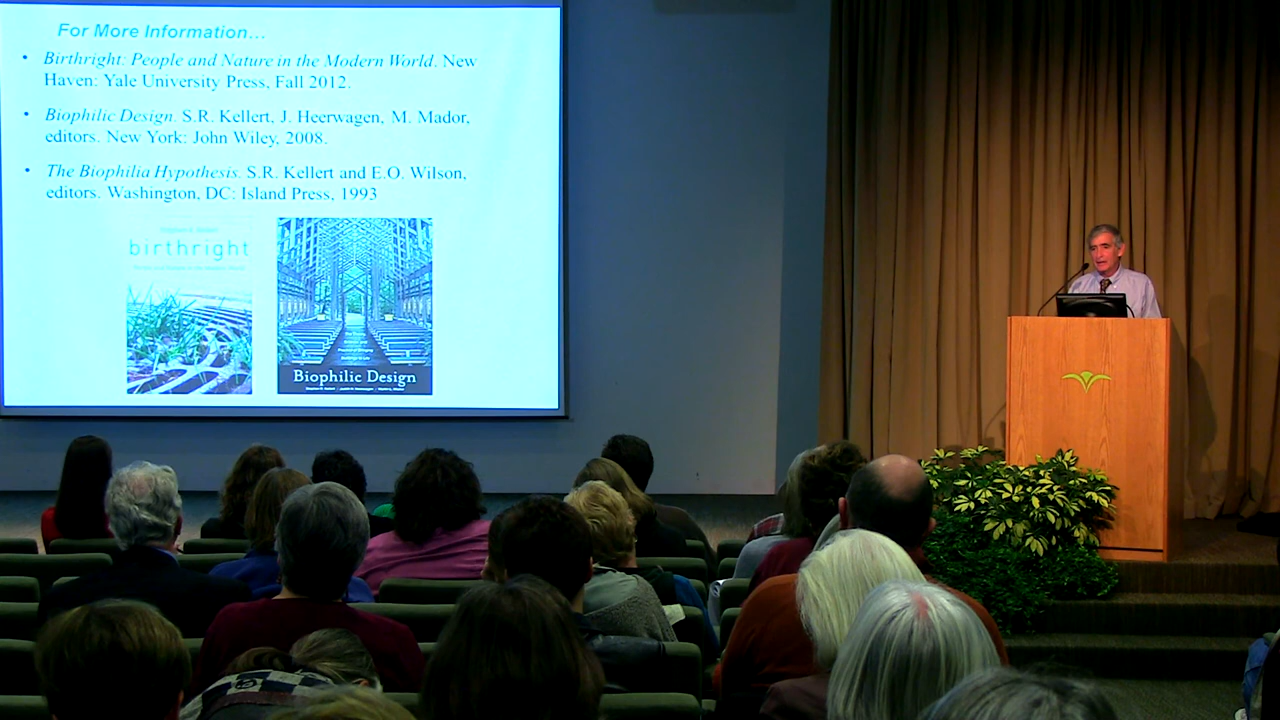 For More Information…
• Birthright: People and Nature in the Modern World. New
Haven: Yale University Press, Fall 2012.
• Biophilic Design. S.R. Kellert, J. Heerwagen, M. Mador,
editors. New York: John Wiley, 2008.
• The Biophilia Hypothesis. S.R. Kellert and E.O. Wilson,
editors. Washington, DC: Island Press, 1993
birthright
Biophilic Design